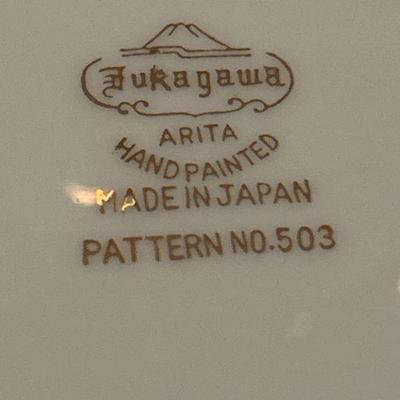 Fukagawa
ARITA
HAND PAINTED
MADE IN JAPAN
PATTERN NO.503